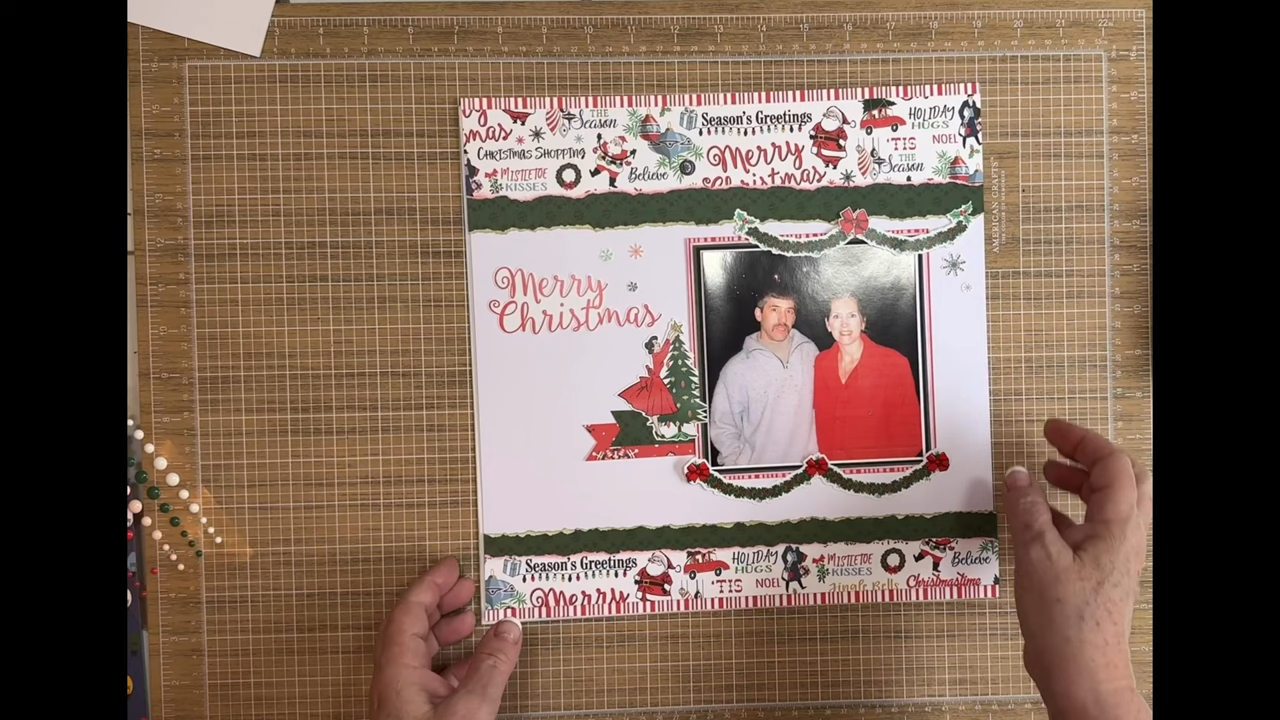 THE
Season
Season's Greetings
HOLIDAY
HUGS
mas
CHRISTMAS SHOPPING
Merry
Christmas
'TIS
THE
Season
NOEL
MISTLETOE
KISSES
Believe
AMERICAN CRAFTS
Merry
Christmas
Season's Greetings
HOLIDAY
HUGS
MISTLETOE
KISSES
Believe
'TIS
NOEL
Jingle Bells
Christmastime
Merry